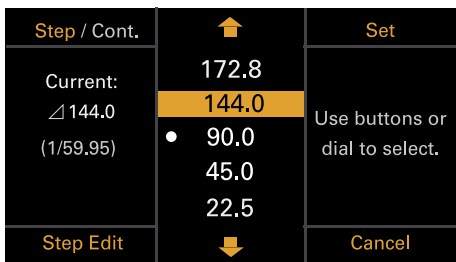 Step / Cont.
Set
Current:
⊿144.0
(1/59.95)
172.8
144.0
90.0
45.0
22.5
Use buttons or
dial to select.
Step Edit
Cancel